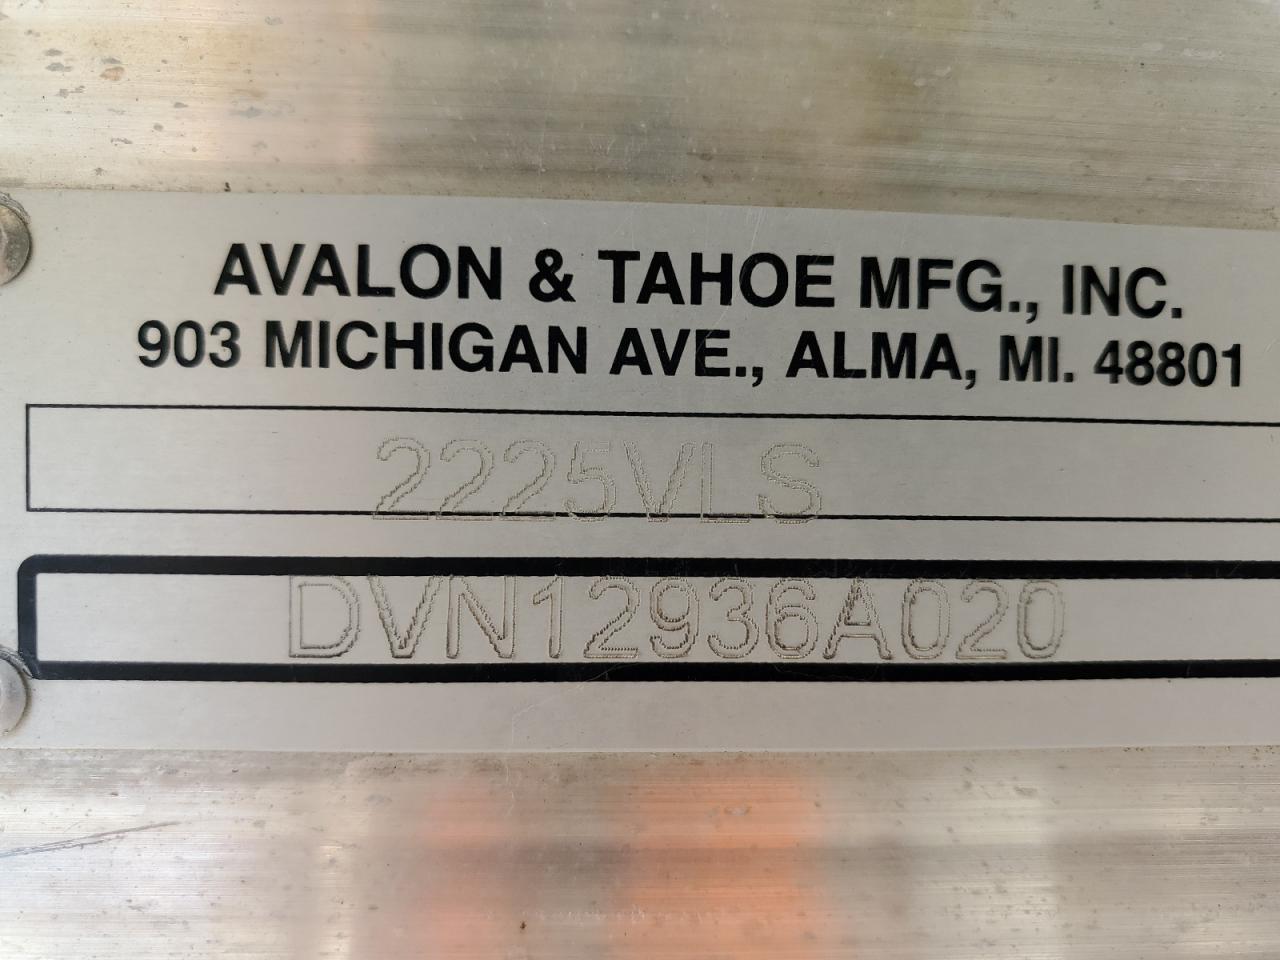 AVALON & TAHOE MFG., INC.
903 MICHIGAN AVE., ALMA, MI. 48801
2225VLS
DVN12936A020